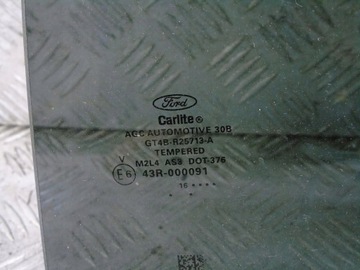 Ford
Carlite®
AGC AUTOMOTIVE 30B
GT4B-R25713-A
TEMPERED
V M2L4 AS3 DOT-376
E6 43R-000091
16 ••••